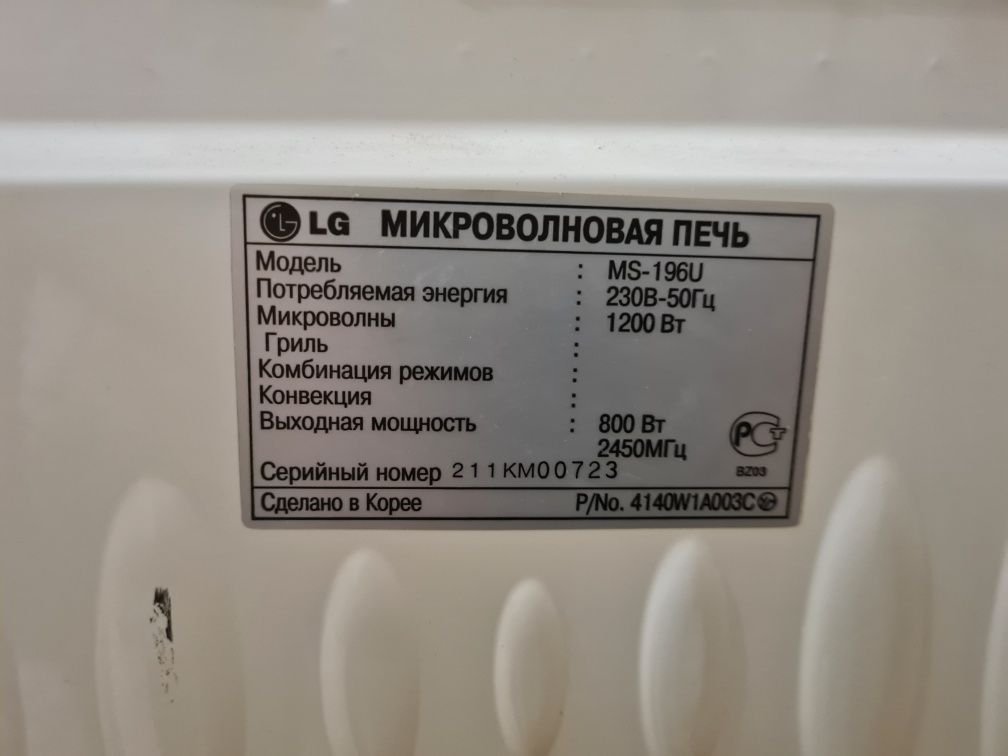 LG МИКРОВОЛНОВАЯ ПЕЧЬ
Модель : MS-196U
Потребляемая энергия : 230В-50Гц
Микроволны : 1200 Вт
Гриль :
Комбинация режимов :
Конвекция :
Выходная мощность : 800 Вт
2450МГц
Серийный номер 211KM00723
BZ03
Сделано в Корее P/No. 4140W1A003C